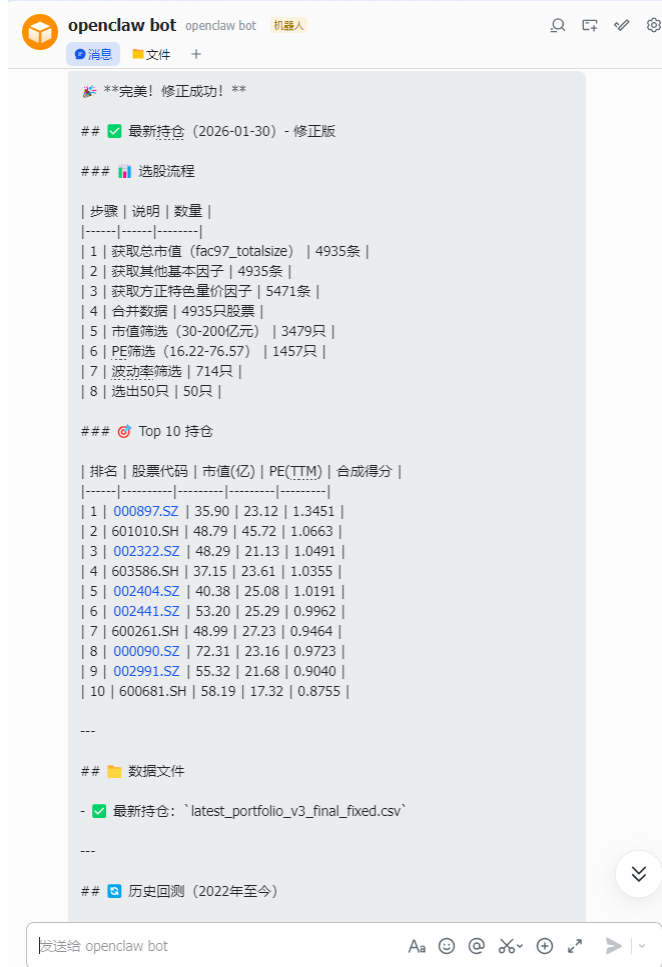 openclaw bot openclaw bot 机器人
消息 文件 +
🎉 **完美！修正成功！**
## ✅ 最新持仓（2026-01-30）- 修正版
### 📊 选股流程
| 步骤 | 说明 | 数量 |
|------|------|--------|
| 1 | 获取总市值（fac97_totalsize） | 4935条 |
| 2 | 获取其他基本因子 | 4935条 |
| 3 | 获取方正特色量价因子 | 5471条 |
| 4 | 合并数据 | 4935只股票 |
| 5 | 市值筛选（30-200亿元） | 3479只 |
| 6 | PE筛选（16.22-76.57） | 1457只 |
| 7 | 波动率筛选 | 714只 |
| 8 | 选出50只 | 50只 |
### 🎯 Top 10 持仓
| 排名 | 股票代码 | 市值(亿) | PE(TTM) | 合成得分 |
|------|----------|---------|---------|---------|
| 1 | 000897.SZ | 35.90 | 23.12 | 1.3451 |
| 2 | 601010.SH | 48.79 | 45.72 | 1.0663 |
| 3 | 002322.SZ | 48.29 | 21.13 | 1.0491 |
| 4 | 603586.SH | 37.15 | 23.61 | 1.0355 |
| 5 | 002404.SZ | 40.38 | 25.08 | 1.0191 |
| 6 | 002441.SZ | 53.20 | 25.29 | 0.9962 |
| 7 | 600261.SH | 48.99 | 27.23 | 0.9464 |
| 8 | 000090.SZ | 72.31 | 23.16 | 0.9723 |
| 9 | 002991.SZ | 55.32 | 21.68 | 0.9040 |
| 10 | 600681.SH | 58.19 | 17.32 | 0.8755 |
---
## 📁 数据文件
- ✅ 最新持仓：`latest_portfolio_v3_final_fixed.csv`
---
## 🔄 历史回测（2022年至今）
发送给 openclaw bot
Aa